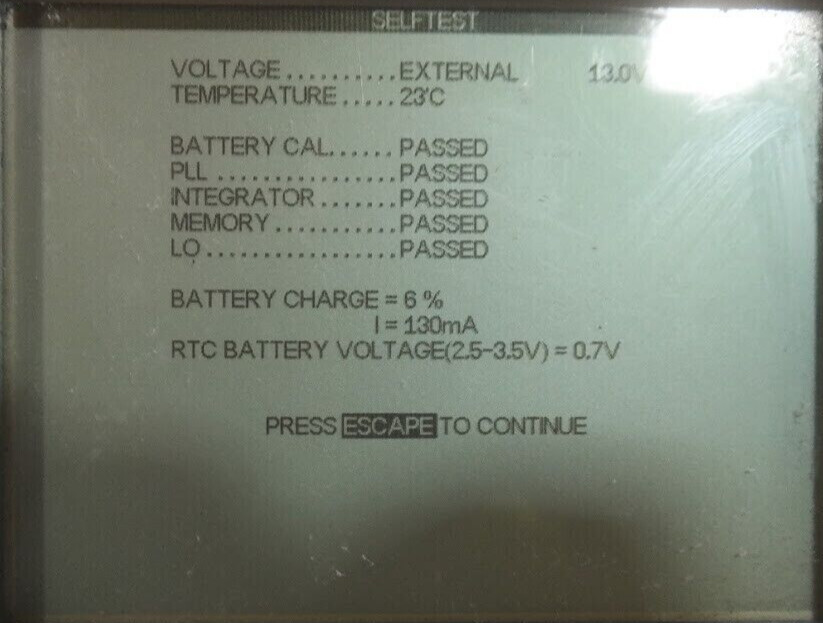 SELFTEST
VOLTAGE..........EXTERNAL 13.0V
TEMPERATURE.....23°C
BATTERY CAL......PASSED
PLL ................PASSED
INTEGRATOR .......PASSED
MEMORY...........PASSED
LO.................PASSED
BATTERY CHARGE = 6 %
I = 130mA
RTC BATTERY VOLTAGE(2.5-3.5V) = 0.7V
PRESS ESCAPE TO CONTINUE